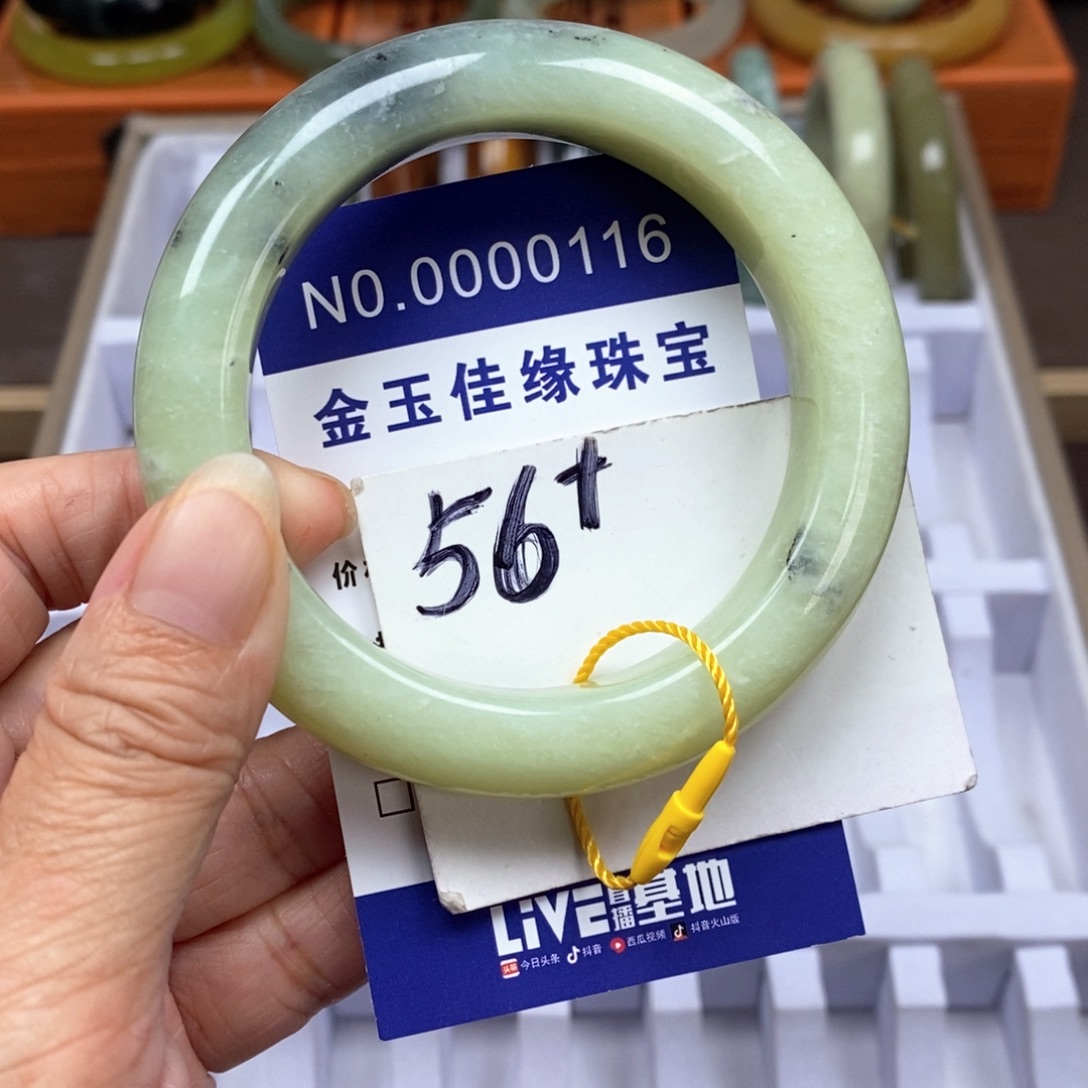 NO.0000116
金玉佳缘珠宝
56+
价
LiVE直播基地
今日头条 抖音 西瓜视频 抖音火山版